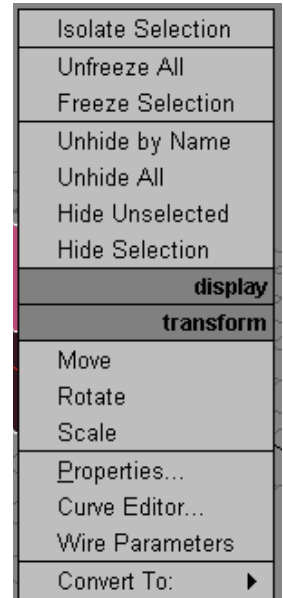 Isolate Selection
Unfreeze All
Freeze Selection
Unhide by Name
Unhide All
Hide Unselected
Hide Selection
display
transform
Move
Rotate
Scale
Properties...
Curve Editor...
Wire Parameters
Convert To: